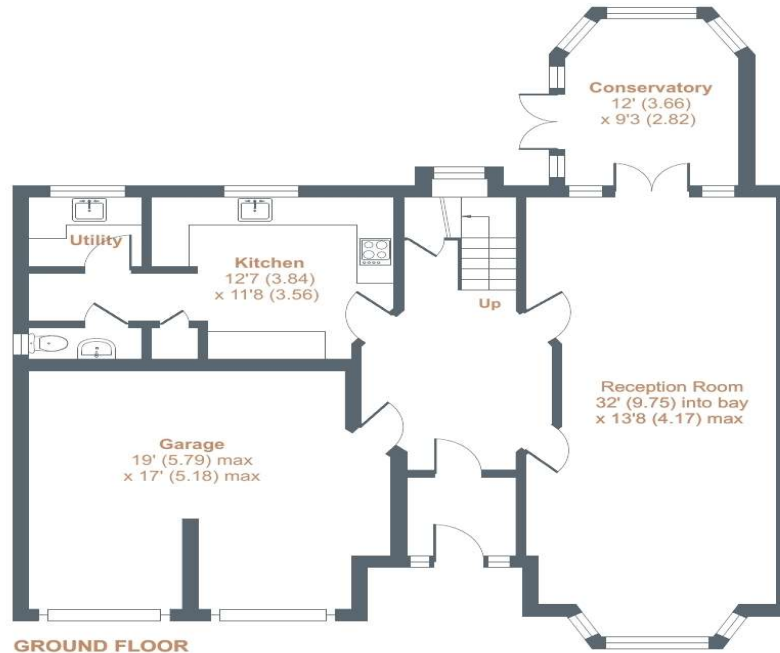 Conservatory
12' (3.66)
x 9'3 (2.82)
Utility
Kitchen
12'7 (3.84)
x 11'8 (3.56)
Up
Reception Room
32' (9.75) into bay
x 13'8 (4.17) max
Garage
19' (5.79) max
x 17' (5.18) max
GROUND FLOOR